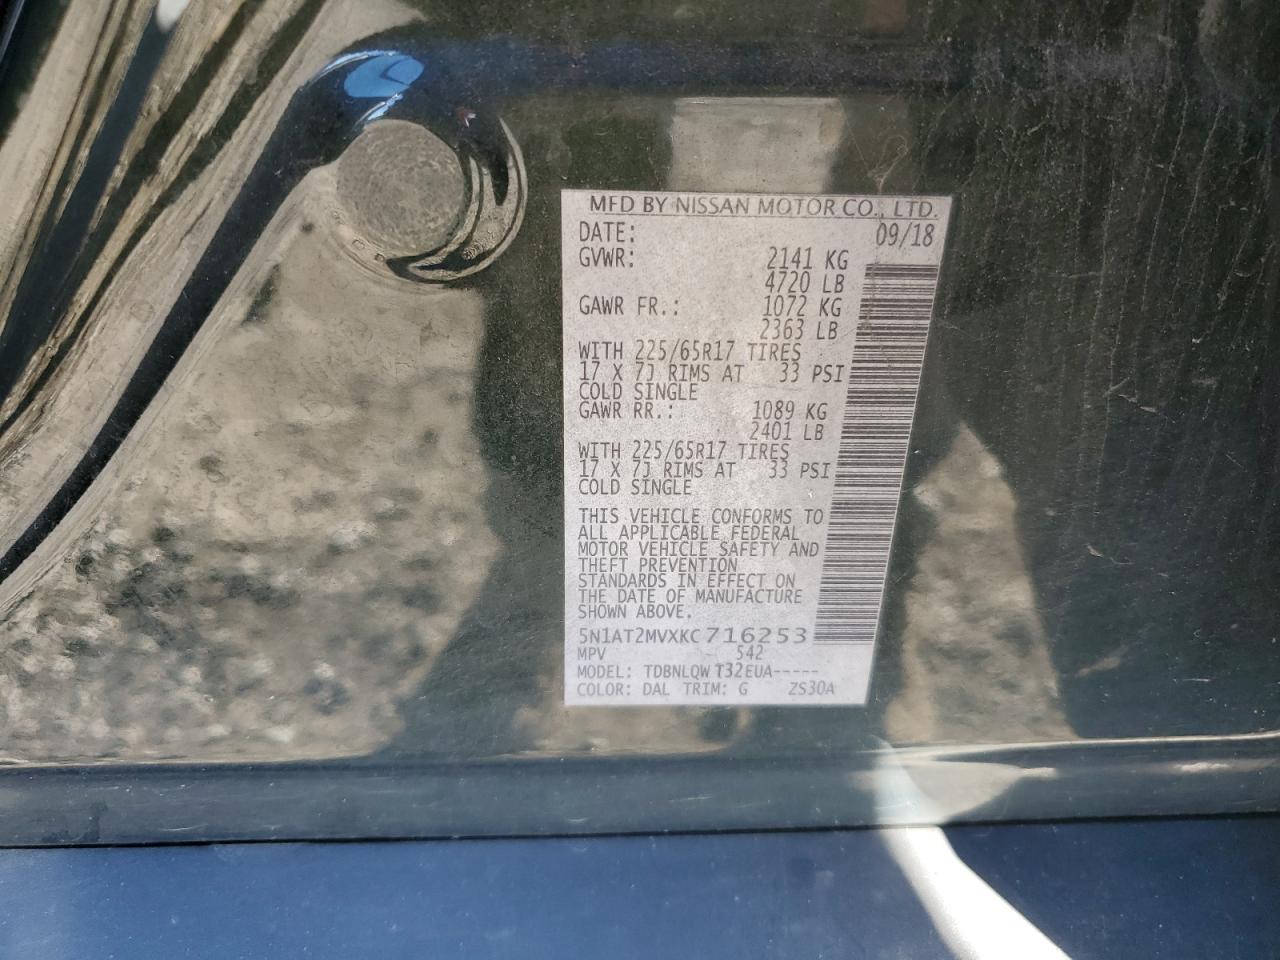 MFD BY NISSAN MOTOR CO., LTD.
DATE: 09/18
GVWR: 2141 KG
4720 LB
GAWR FR.: 1072 KG
2363 LB
WITH 225/65R17 TIRES
17 X 7J RIMS AT 33 PSI
COLD SINGLE
GAWR RR.: 1089 KG
2401 LB
WITH 225/65R17 TIRES
17 X 7J RIMS AT 33 PSI
COLD SINGLE
THIS VEHICLE CONFORMS TO
ALL APPLICABLE FEDERAL
MOTOR VEHICLE SAFETY AND
THEFT PREVENTION
STANDARDS IN EFFECT ON
THE DATE OF MANUFACTURE
SHOWN ABOVE.
5N1AT2MVXKC716253
MPV 542
MODEL: TDBNLQW T32EUA-----
COLOR: DAL TRIM: G ZS30A